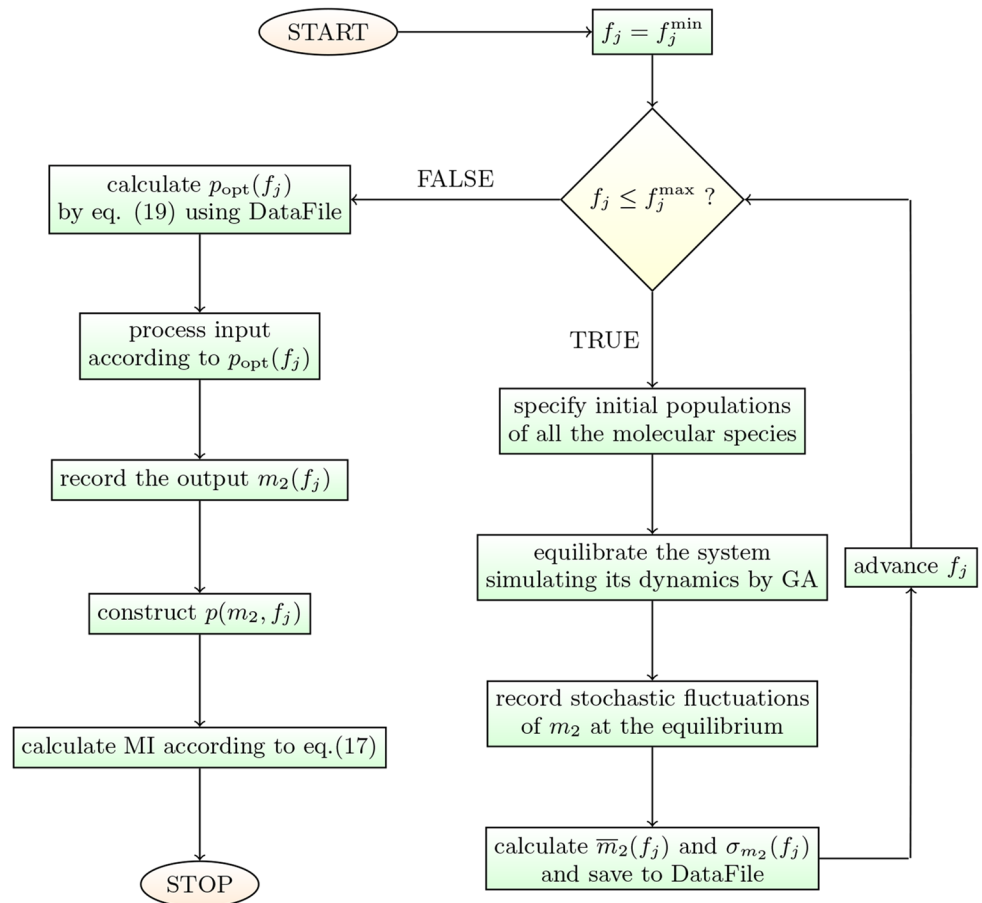 START
f_j = f_j^min
f_j ≤ f_j^max ?
FALSE
calculate p_opt(f_j)
by eq. (19) using DataFile
process input
according to p_opt(f_j)
record the output m_2(f_j)
construct p(m_2, f_j)
calculate MI according to eq.(17)
STOP
TRUE
specify initial populations
of all the molecular species
equilibrate the system
simulating its dynamics by GA
record stochastic fluctuations
of m_2 at the equilibrium
calculate m̅_2(f_j) and σ_{m_2}(f_j)
and save to DataFile
advance f_j